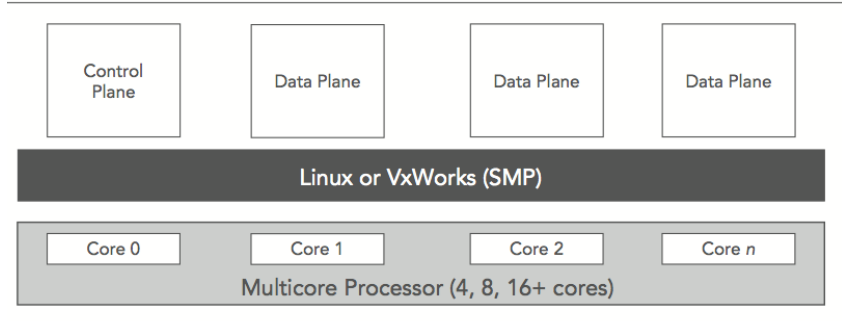 Control
Plane
Data Plane
Data Plane
Data Plane
Linux or VxWorks (SMP)
Core 0
Core 1
Core 2
Core n
Multicore Processor (4, 8, 16+ cores)